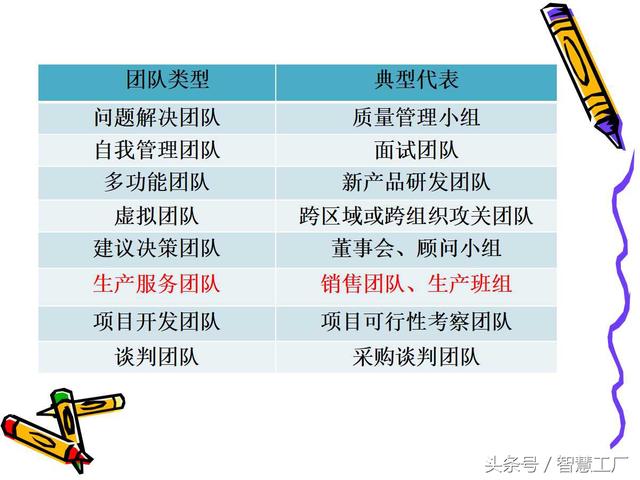 团队类型 典型代表
问题解决团队 质量管理小组
自我管理团队 面试团队
多功能团队 新产品研发团队
虚拟团队 跨区域或跨组织攻关团队
建议决策团队 董事会、顾问小组
生产服务团队 销售团队、生产班组
项目开发团队 项目可行性考察团队
谈判团队 采购谈判团队
头条号/智慧工厂